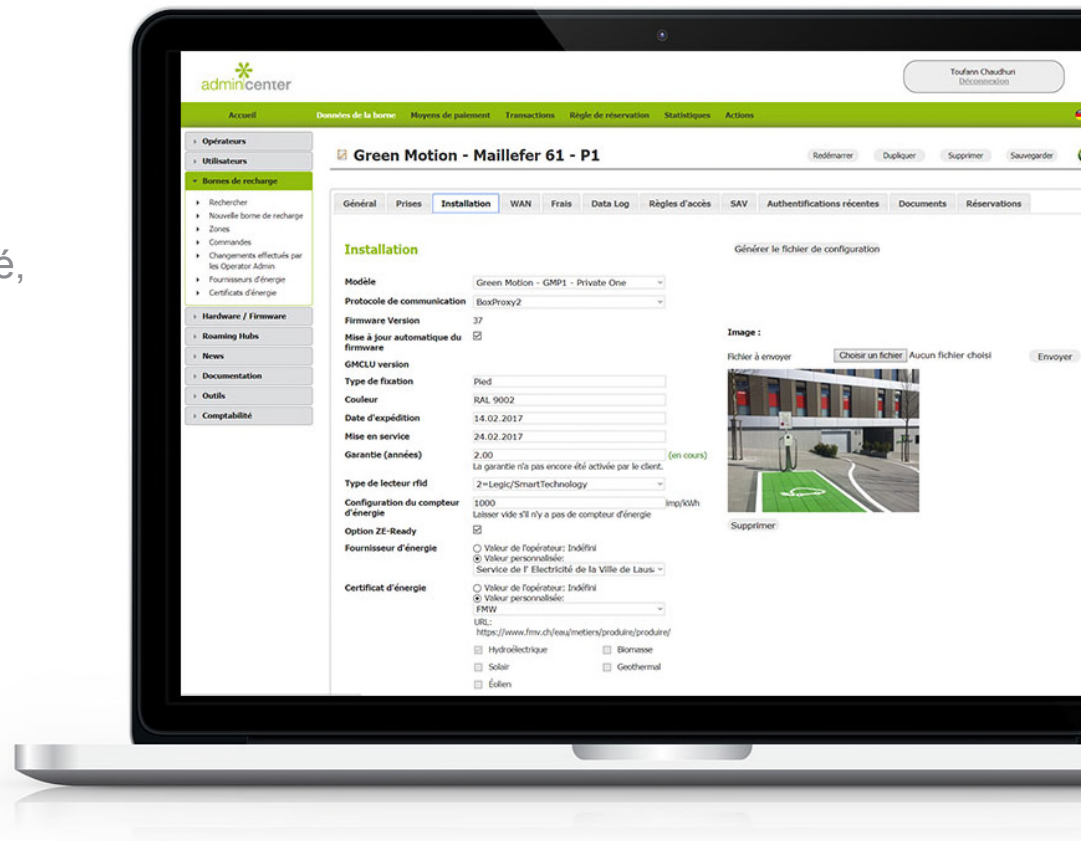 é,
admincenter
Toufann Chaudhuri
Déconnexion
Accueil
Données de la borne Moyens de paiement Transactions Règle de réservation Statistiques Actions
Opérateurs
Utilisateurs
Bornes de recharge
Rechercher
Nouvelle borne de recharge
Zones
Commandes
Changements effectués par
les Operator Admin
Fournisseurs d'énergie
Certificats d'énergie
Hardware / Firmware
Roaming Hubs
News
Documentation
Outils
Comptabilité
Green Motion - Maillefer 61 - P1
Redémarrer Dupliquer Supprimer Sauvegarder
Général Prises Installation WAN Frais Data Log Règles d'accès SAV Authentifications récentes Documents Réservations
Installation
Générer le fichier de configuration
Modèle Green Motion - GMP1 - Private One
Protocole de communication BoxProxy2
Firmware Version 37
Mise à jour automatique du
firmware
GMCLU version
Type de fixation Pied
Couleur RAL 9002
Date d'expédition 14.02.2017
Mise en service 24.02.2017
Garantie (années) 2.00 (en cours)
La garantie n'a pas encore été activée par le client.
Type de lecteur rfid 2=Legic/SmartTechnology
Configuration du compteur
d'énergie
1000 imp/kWh
Laisser vide s'il n'y a pas de compteur d'énergie
Option ZE-Ready
Fournisseur d'énergie Valeur de l'opérateur: Indéfini
Valeur personnalisée:
Service de l' Electricité de la Ville de Laus
Certificat d'énergie Valeur de l'opérateur: Indéfini
Valeur personnalisée:
FMW
URL:
https://www.fmv.ch/eau/metiers/produire/produire/
Hydroélectrique Biomasse
Solair Geothermal
Éolien
Image :
Fichier à envoyer Choisir un fichier Aucun fichier choisi Envoyer
Supprimer